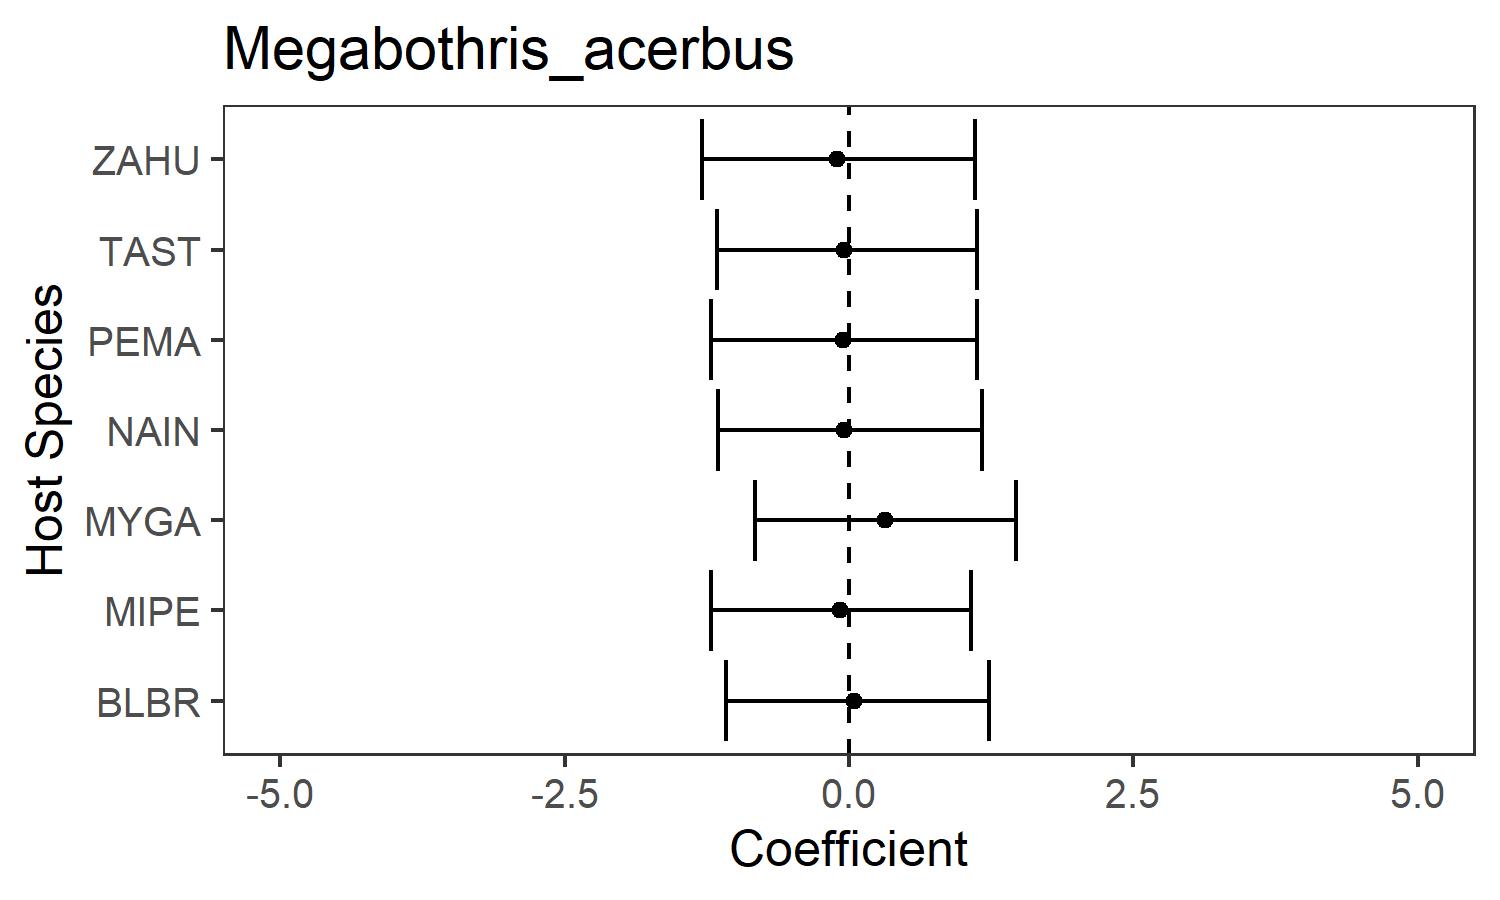 Megabothris_acerbus
ZAHU
TAST
PEMA
NAIN
MYGA
MIPE
BLBR
Host Species
-5.0 -2.5 0.0 2.5 5.0
Coefficient